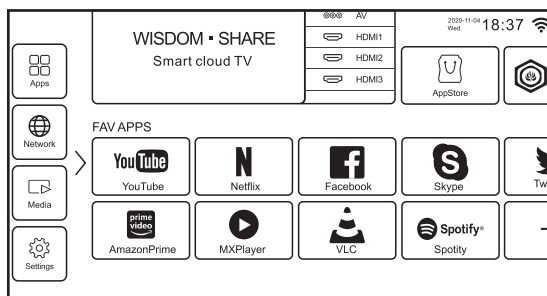 WISDOM ▪ SHARE
Smart cloud TV
AV
HDMI1
HDMI2
HDMI3
2020-11-04
Wed.
18:37
AppStore
Apps
Network
Media
Settings
FAV APPS
YouTube
YouTube
Netflix
Facebook
S
Skype
Tw
prime
video
AmazonPrime
MXPlayer
VLC
Spotify®
Spotity